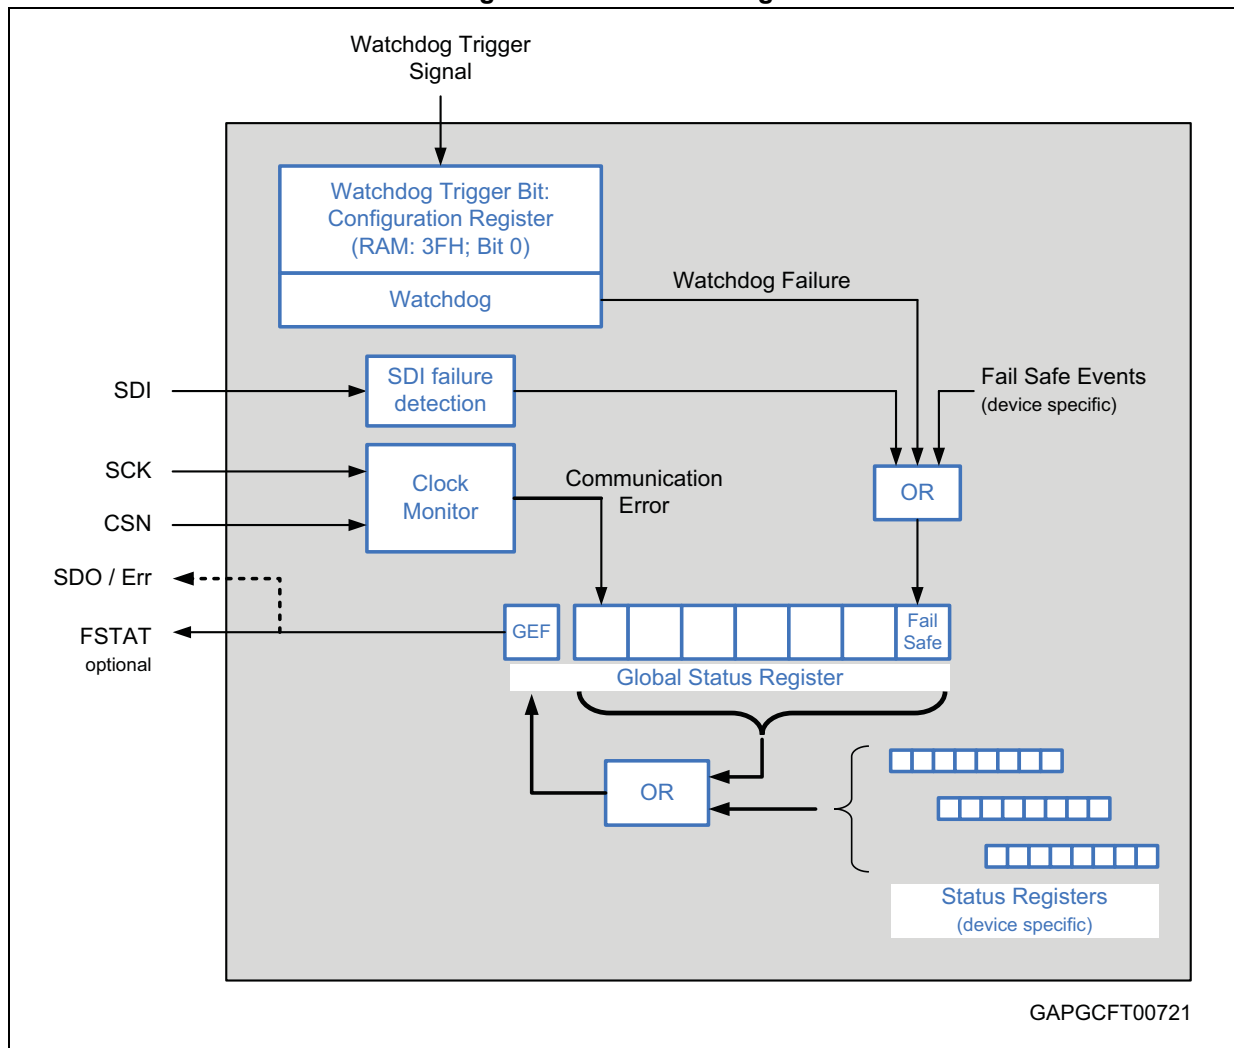 Watchdog Trigger
Signal
Watchdog Trigger Bit:
Configuration Register
(RAM: 3FH; Bit 0)
Watchdog
Watchdog Failure
SDI
SDI failure
detection
Fail Safe Events
(device specific)
SCK
CSN
Clock
Monitor
Communication
Error
OR
SDO / Err
FSTAT
optional
GEF
Fail
Safe
Global Status Register
OR
Status Registers
(device specific)
GAPGCFT00721